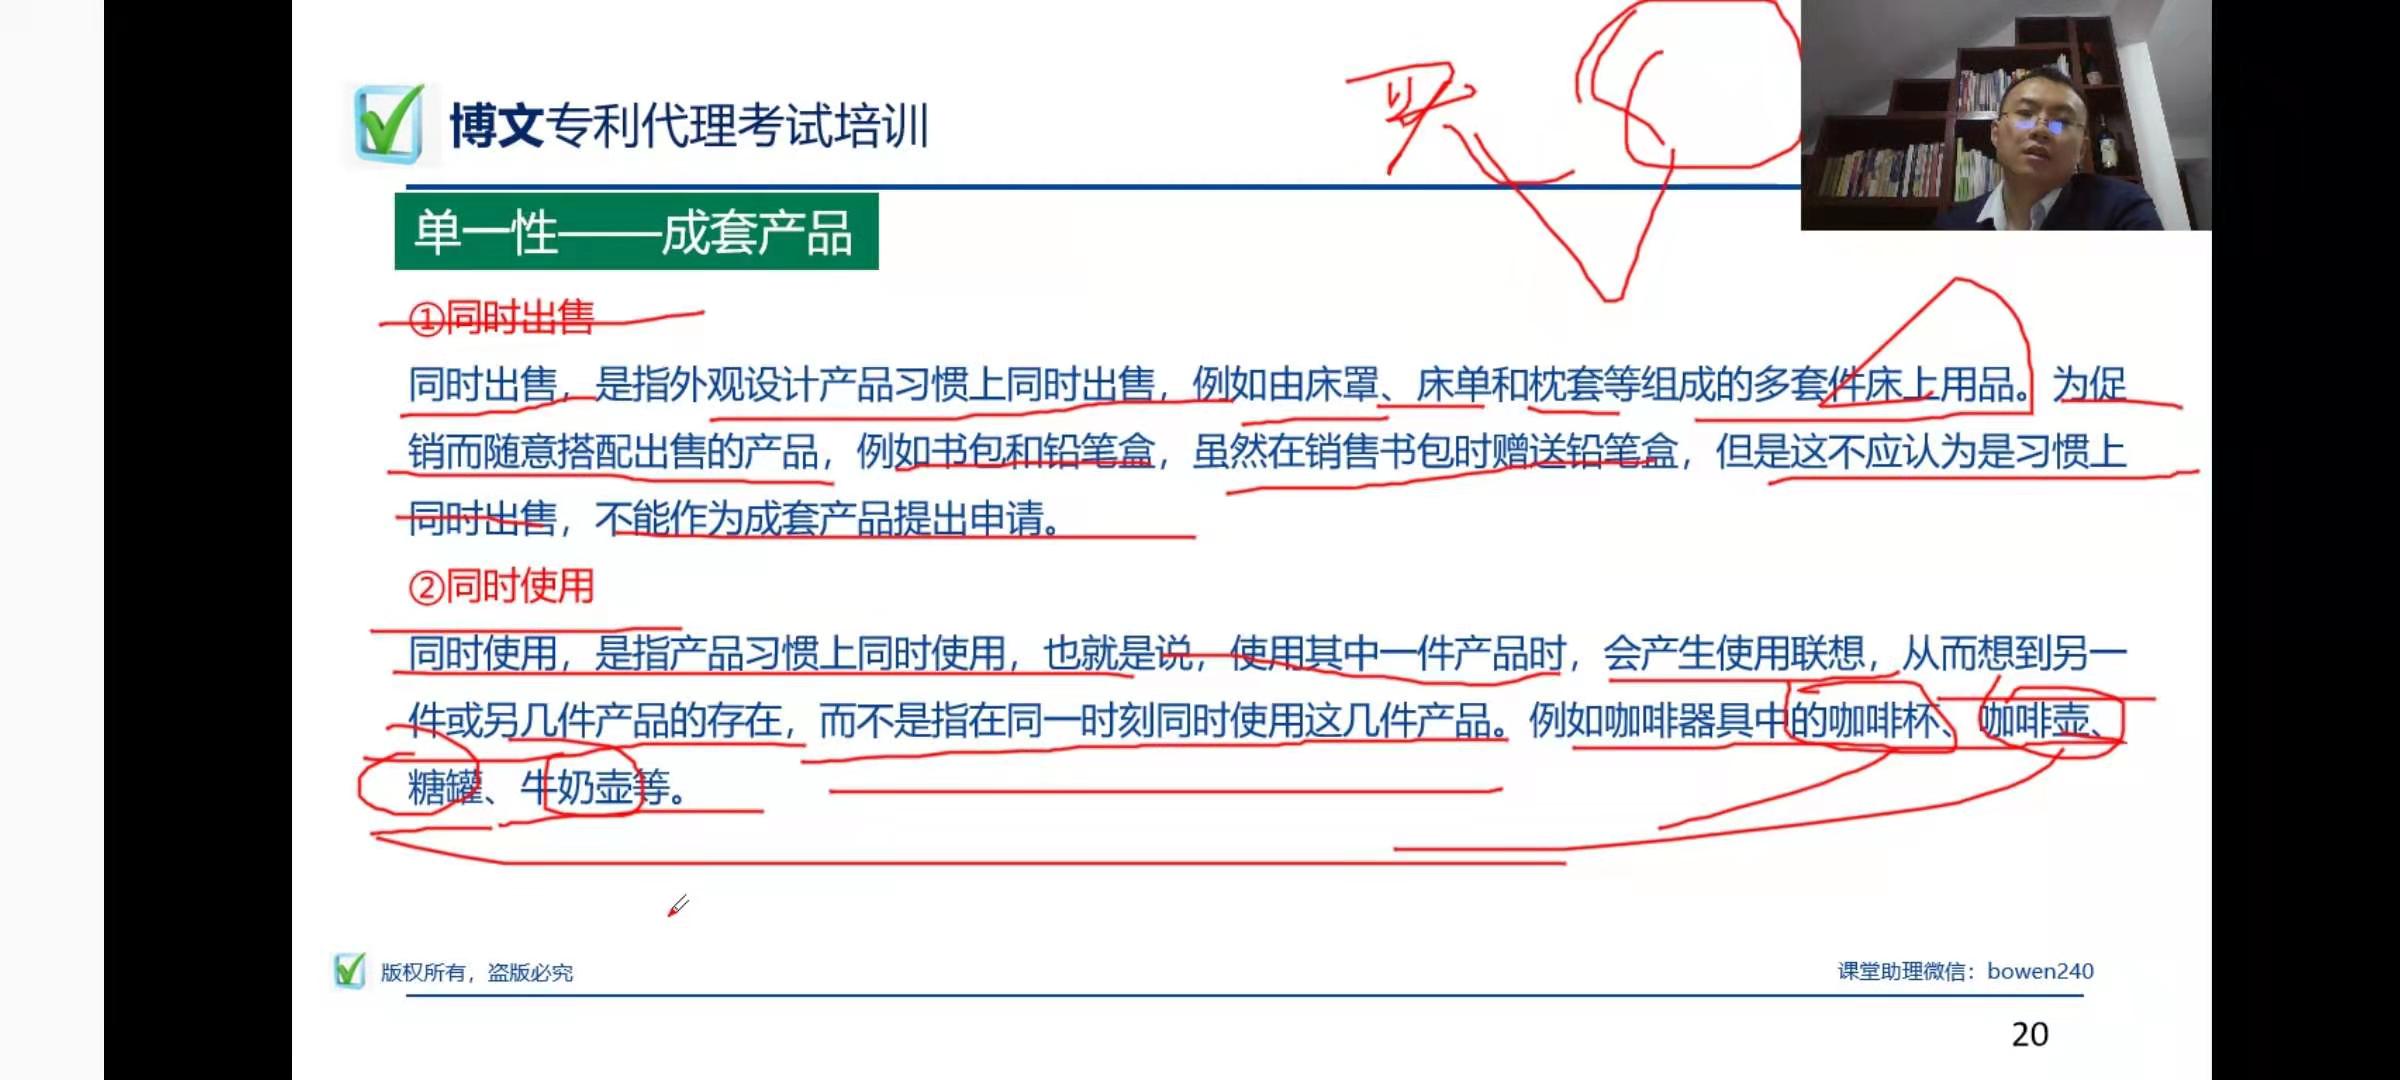 博文专利代理考试培训
买
单一性——成套产品
①同时出售
同时出售，是指外观设计产品习惯上同时出售，例如由床罩、床单和枕套等组成的多套件床上用品。为促
销而随意搭配出售的产品，例如书包和铅笔盒，虽然在销售书包时赠送铅笔盒，但是这不应认为是习惯上
同时出售，不能作为成套产品提出申请。
②同时使用
同时使用，是指产品习惯上同时使用，也就是说，使用其中一件产品时，会产生使用联想，从而想到另一
件或另几件产品的存在，而不是指在同一时刻同时使用这几件产品。例如咖啡器具中的咖啡杯、咖啡壶、
糖罐、牛奶壶等。
版权所有，盗版必究
课堂助理微信：bowen240
20